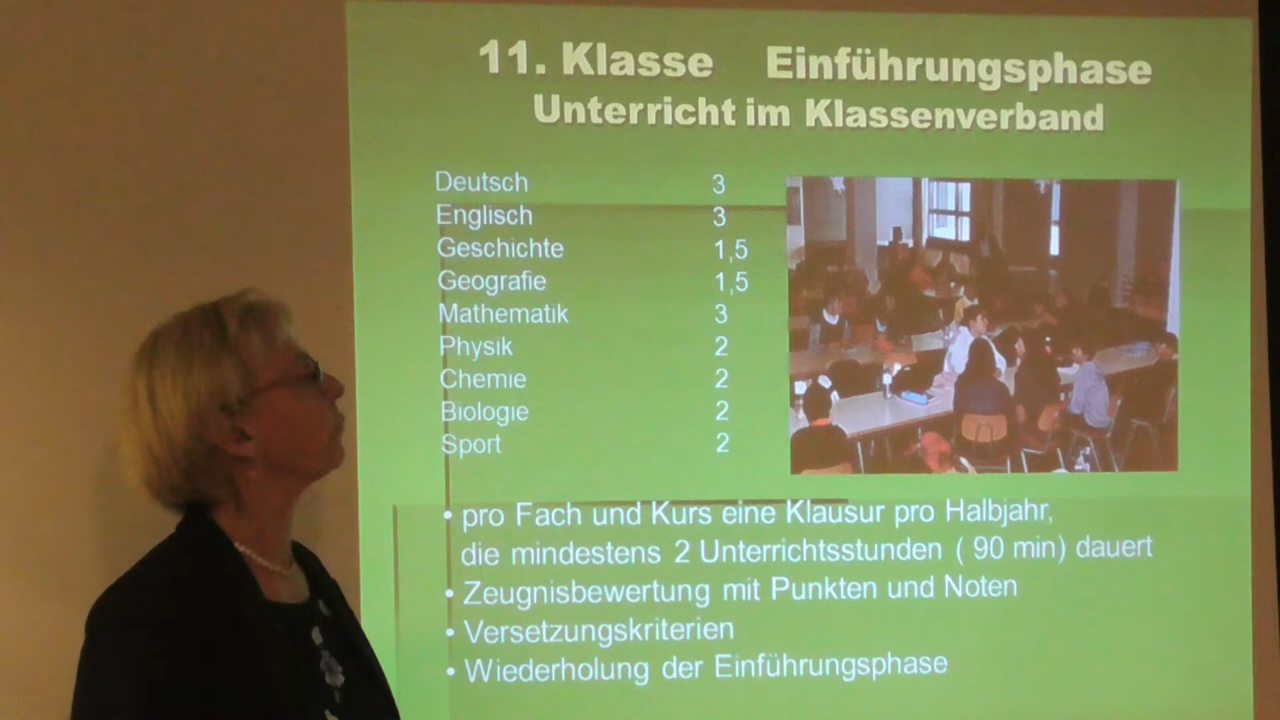 11. Klasse Einführungsphase
Unterricht im Klassenverband
Deutsch 3
Englisch 3
Geschichte 1,5
Geografie 1,5
Mathematik 3
Physik 2
Chemie 2
Biologie 2
Sport 2
• pro Fach und Kurs eine Klausur pro Halbjahr,
die mindestens 2 Unterrichtsstunden ( 90 min) dauert
• Zeugnisbewertung mit Punkten und Noten
• Versetzungskriterien
• Wiederholung der Einführungsphase